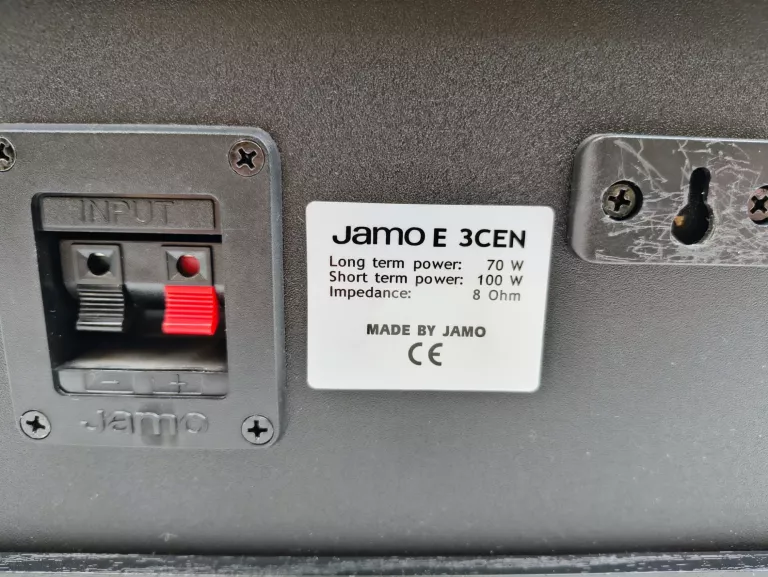 INPUT
- +
Jamo
Jamo E 3CEN
Long term power: 70 W
Short term power: 100 W
Impedance: 8 Ohm
MADE BY JAMO
CE